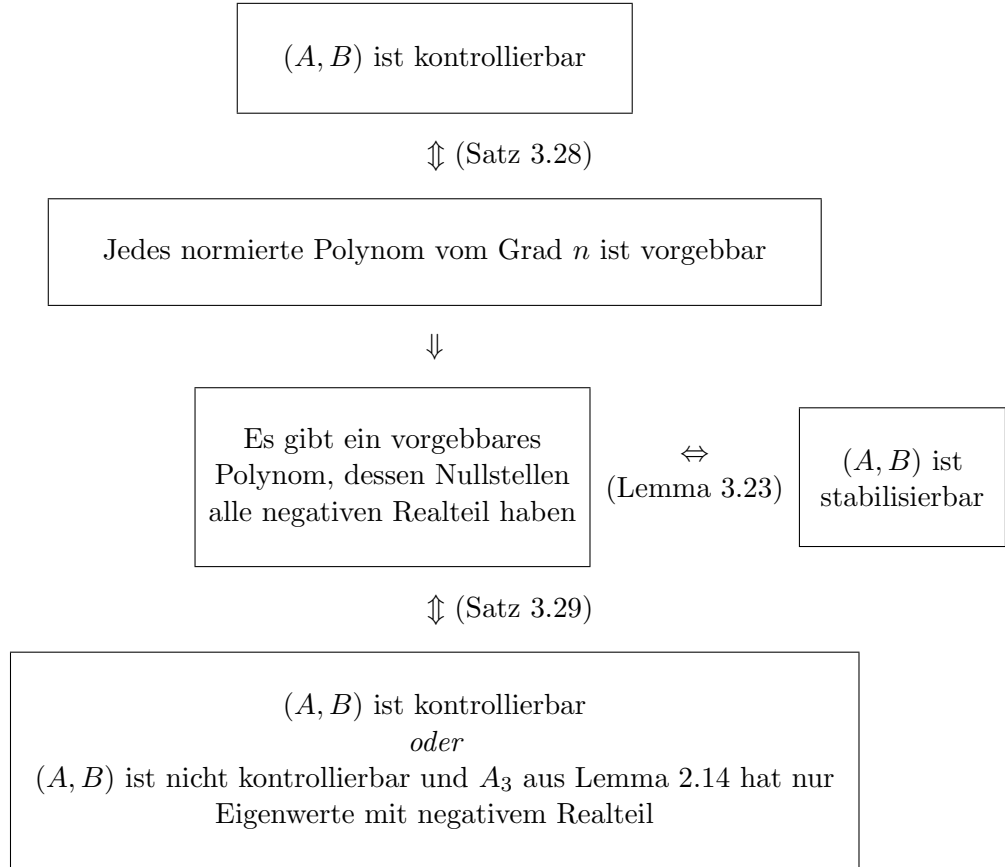 (A, B) ist kontrollierbar
⇕ (Satz 3.28)
Jedes normierte Polynom vom Grad n ist vorgebbar
⇓
Es gibt ein vorgebbares
Polynom, dessen Nullstellen
alle negativen Realteil haben
⇔
(Lemma 3.23)
(A, B) ist
stabilisierbar
⇕ (Satz 3.29)
(A, B) ist kontrollierbar
oder
(A, B) ist nicht kontrollierbar und A₃ aus Lemma 2.14 hat nur
Eigenwerte mit negativem Realteil